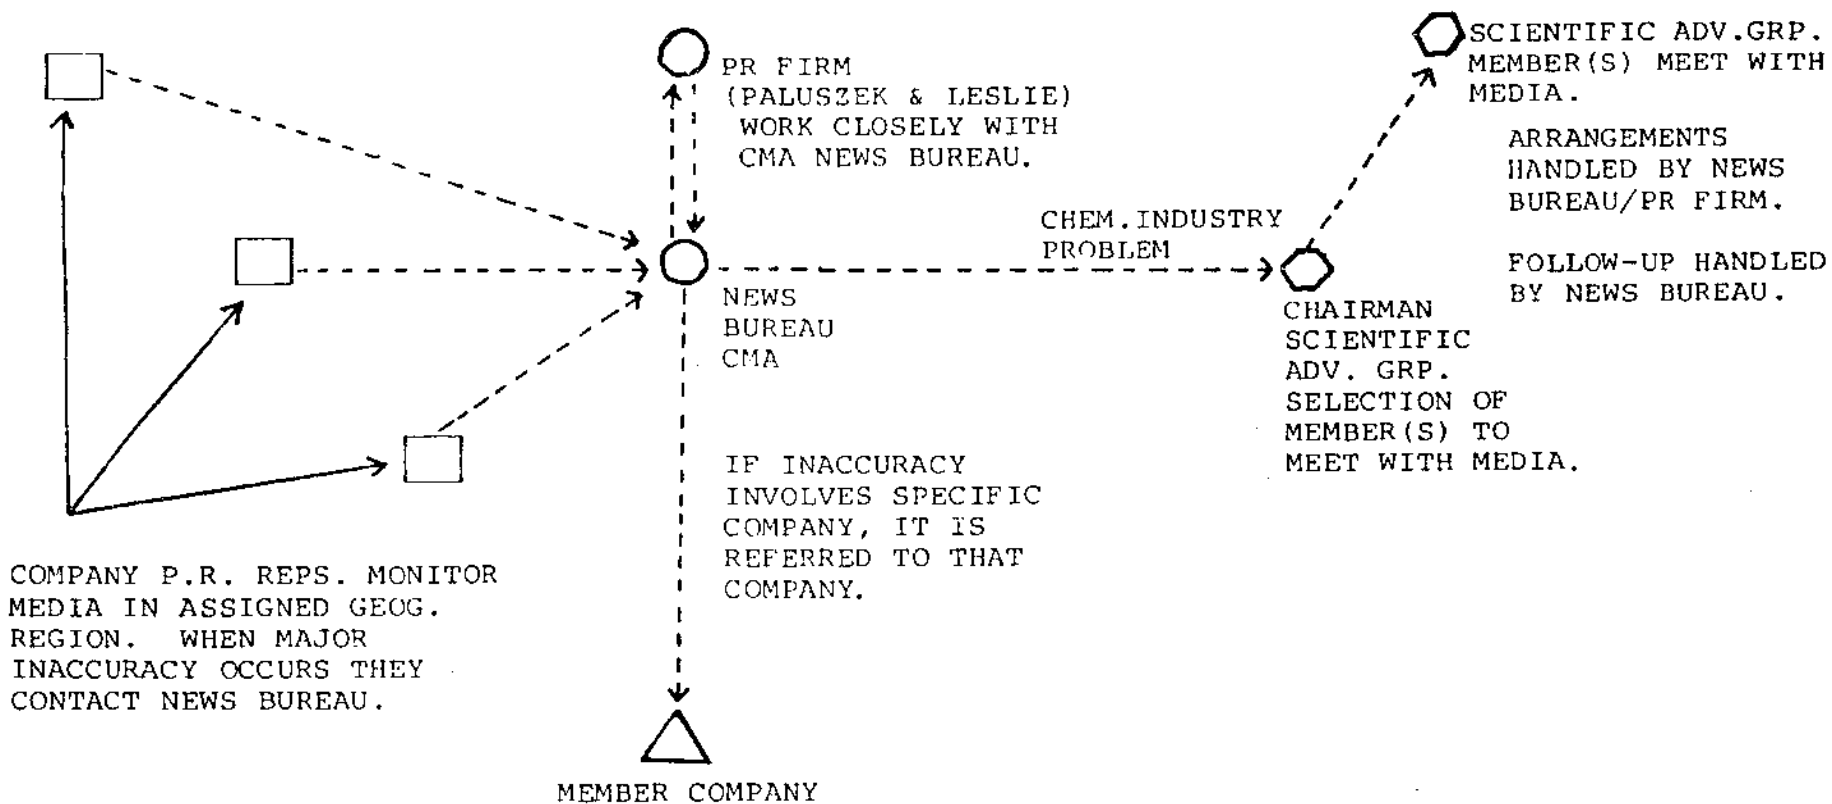 PR FIRM
(PALUSZEK & LESLIE)
WORK CLOSELY WITH
CMA NEWS BUREAU.
SCIENTIFIC ADV.GRP.
MEMBER(S) MEET WITH
MEDIA.
ARRANGEMENTS
HANDLED BY NEWS
BUREAU/PR FIRM.
FOLLOW-UP HANDLED
BY NEWS BUREAU.
CHEM.INDUSTRY
PROBLEM
NEWS
BUREAU
CMA
CHAIRMAN
SCIENTIFIC
ADV. GRP.
SELECTION OF
MEMBER(S) TO
MEET WITH MEDIA.
IF INACCURACY
INVOLVES SPECIFIC
COMPANY, IT IS
REFERRED TO THAT
COMPANY.
COMPANY P.R. REPS. MONITOR
MEDIA IN ASSIGNED GEOG.
REGION. WHEN MAJOR
INACCURACY OCCURS THEY
CONTACT NEWS BUREAU.
MEMBER COMPANY